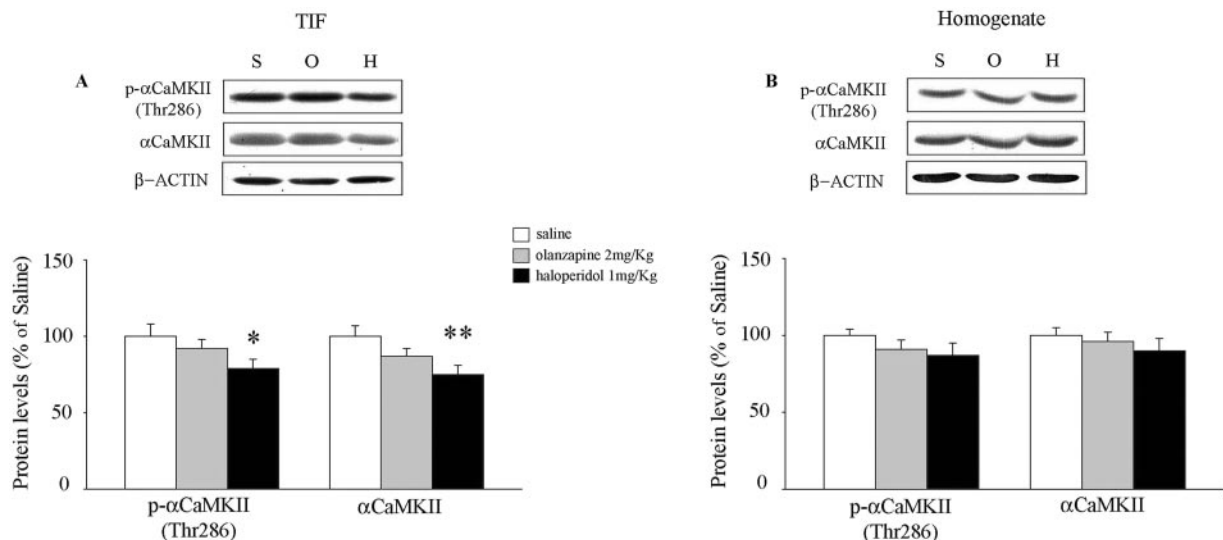 TIF
S O H
A
p-αCaMKII
(Thr286)
αCaMKII
β-ACTIN
Homogenate
S O H
B
p-αCaMKII
(Thr286)
αCaMKII
β-ACTIN
saline
olanzapine 2mg/Kg
haloperidol 1mg/Kg
Protein levels (% of Saline)
150
100
50
0
* **
p-αCaMKII
(Thr286)
αCaMKII
Protein levels (% of Saline)
150
100
50
0
p-αCaMKII
(Thr286)
αCaMKII